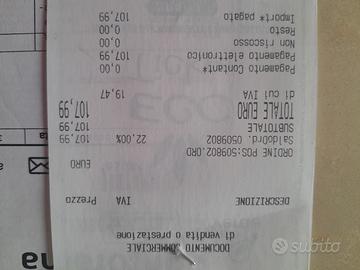 DOCUMENTO COMMERCIALE
di vendita o prestazione
DESCRIZIONE IVA Prezzo
EURO
ORDINE POS:509802.ORD
Saldoord. 0509802 22,00% 107,99
SUBTOTALE 107,99
TOTALE EURO 107,99
di cui IVA 19,47
Pagamento Contant* 0,00
Pagamento elettronico 107,99
Non riscosso 0,00
Resto 0,00
Import* pagato 107,99
subito